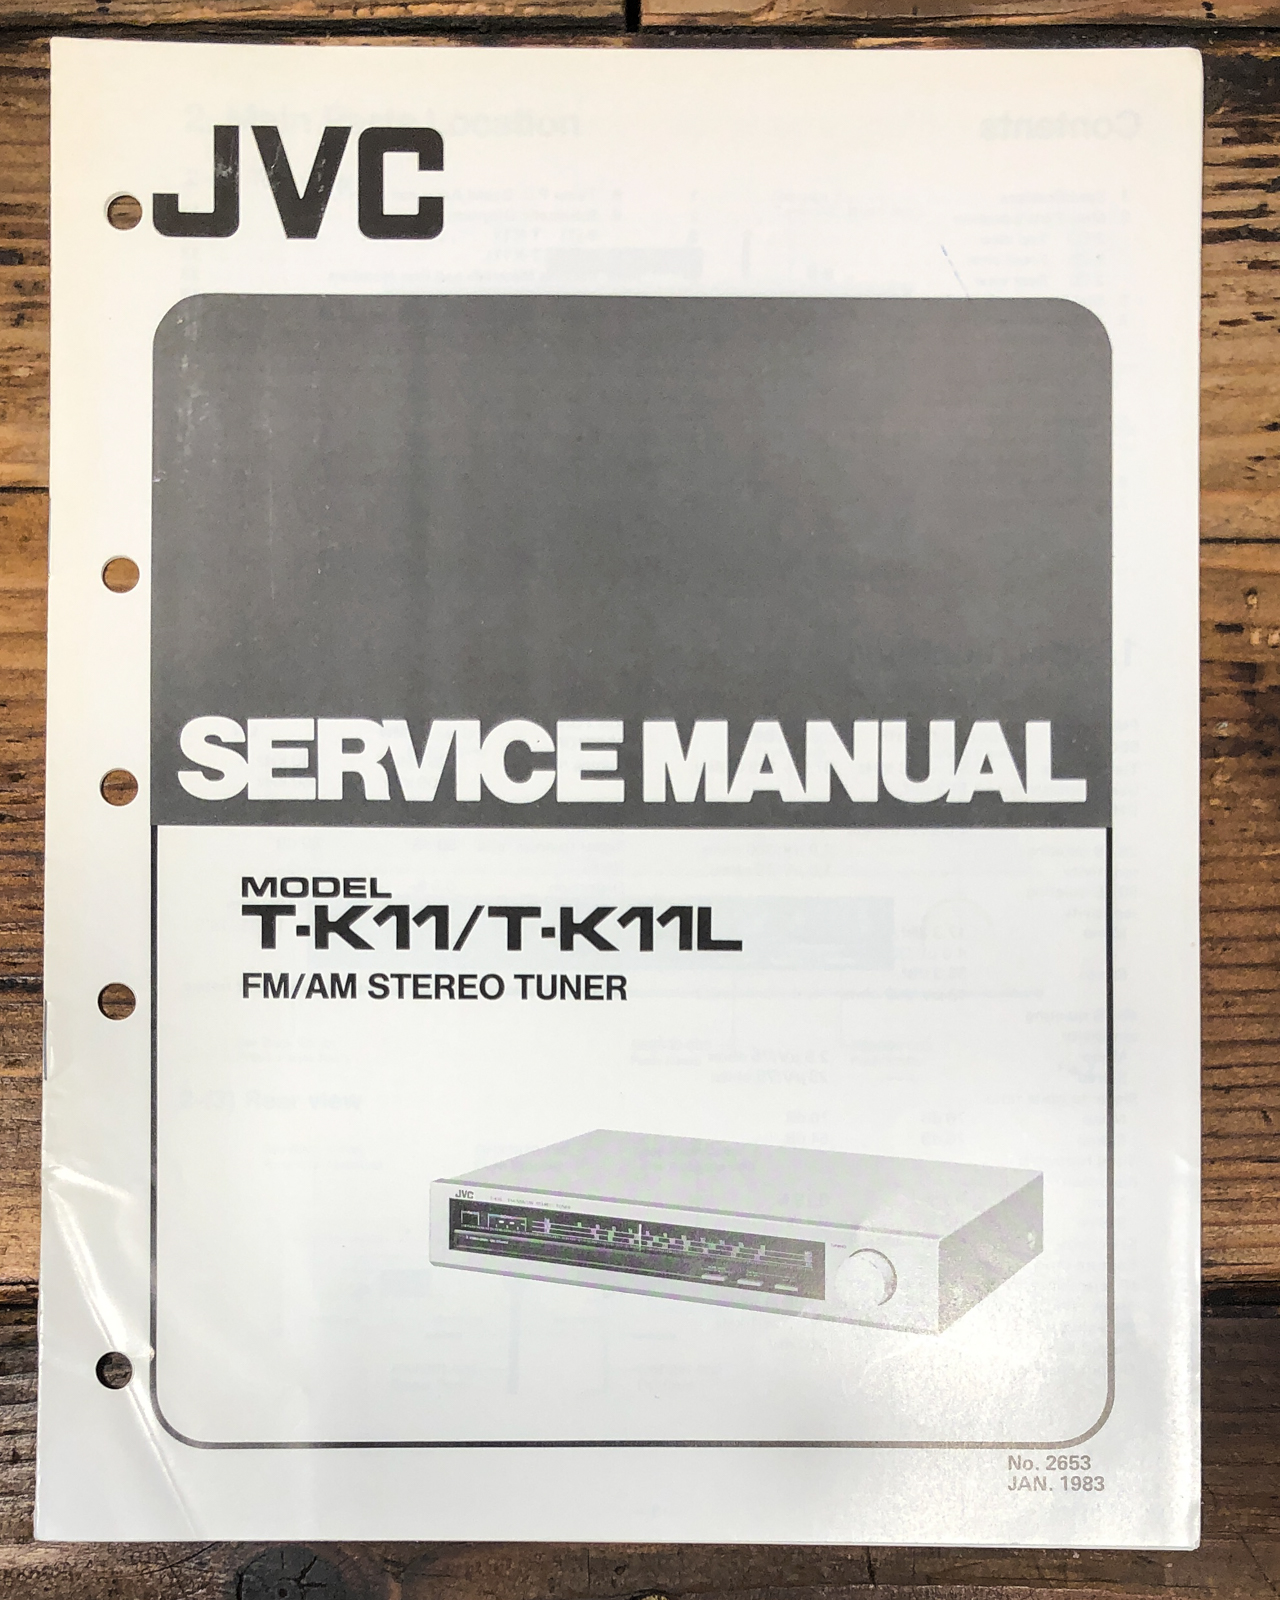 JVC
SERVICE MANUAL
MODEL
T-K11/T-K11L
FM/AM STEREO TUNER
JVC
No. 2653
JAN. 1983